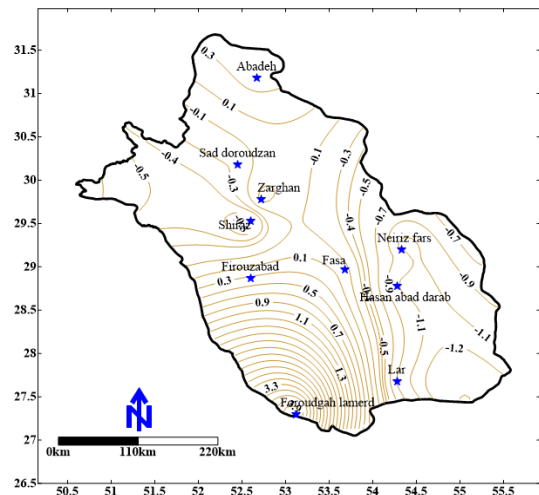 31.5
31
30.5
30
29.5
29
28.5
28
27.5
27
26.5
50.5 51 51.5 52 52.5 53 53.5 54 54.5 55 55.5
0.3
Abadeh
0.1
-0.1
-0.4
-0.1
-0.3
Sad doroudzan
-0.5
-0.3
-0.5
Zarghan
-0.4
-0.7
Shiraz
-0.7
Neiriz fars
0.1
Fasa
Firouzabad
0.3
0.5
-0.9
-0.9
Hasan abad darab
0.9
0.7
1.1
-1.1
-1.1
-0.5
1.3
-1.2
Lar
3.3
Foroudgah lamerd
N
0km 110km 220km